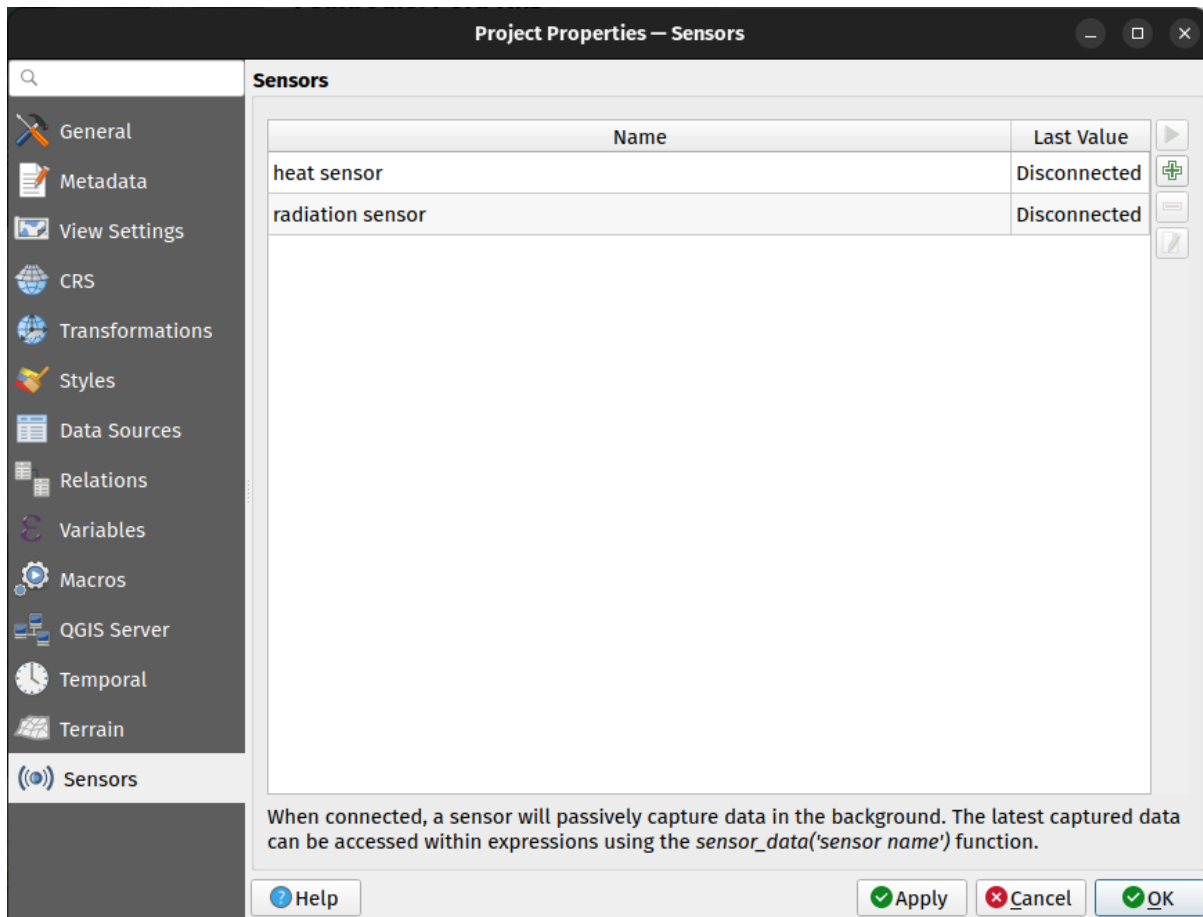 Project Properties — Sensors
Sensors
General
Metadata
View Settings
CRS
Transformations
Styles
Data Sources
Relations
Variables
Macros
QGIS Server
Temporal
Terrain
Sensors
Name Last Value
heat sensor Disconnected
radiation sensor Disconnected
When connected, a sensor will passively capture data in the background. The latest captured data
can be accessed within expressions using the sensor_data('sensor name') function.
Help Apply Cancel OK